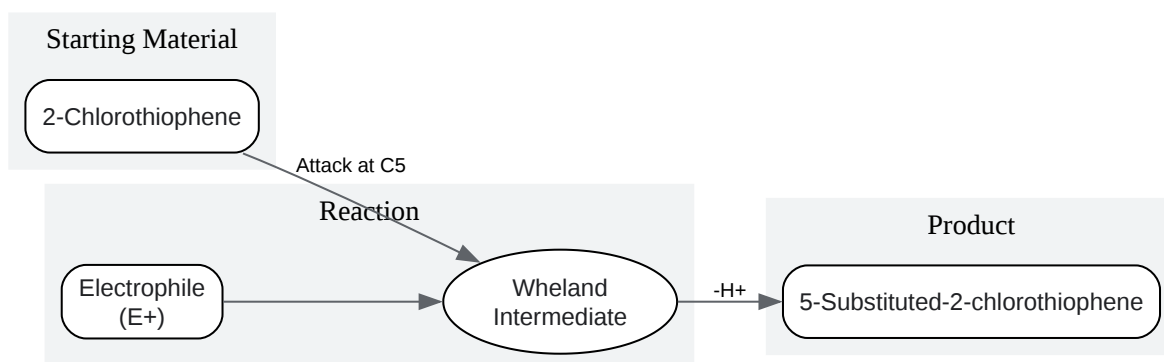 Starting Material
2-Chlorothiophene
Attack at C5
Reaction
Electrophile
(E+)
Wheland
Intermediate
-H+
Product
5-Substituted-2-chlorothiophene